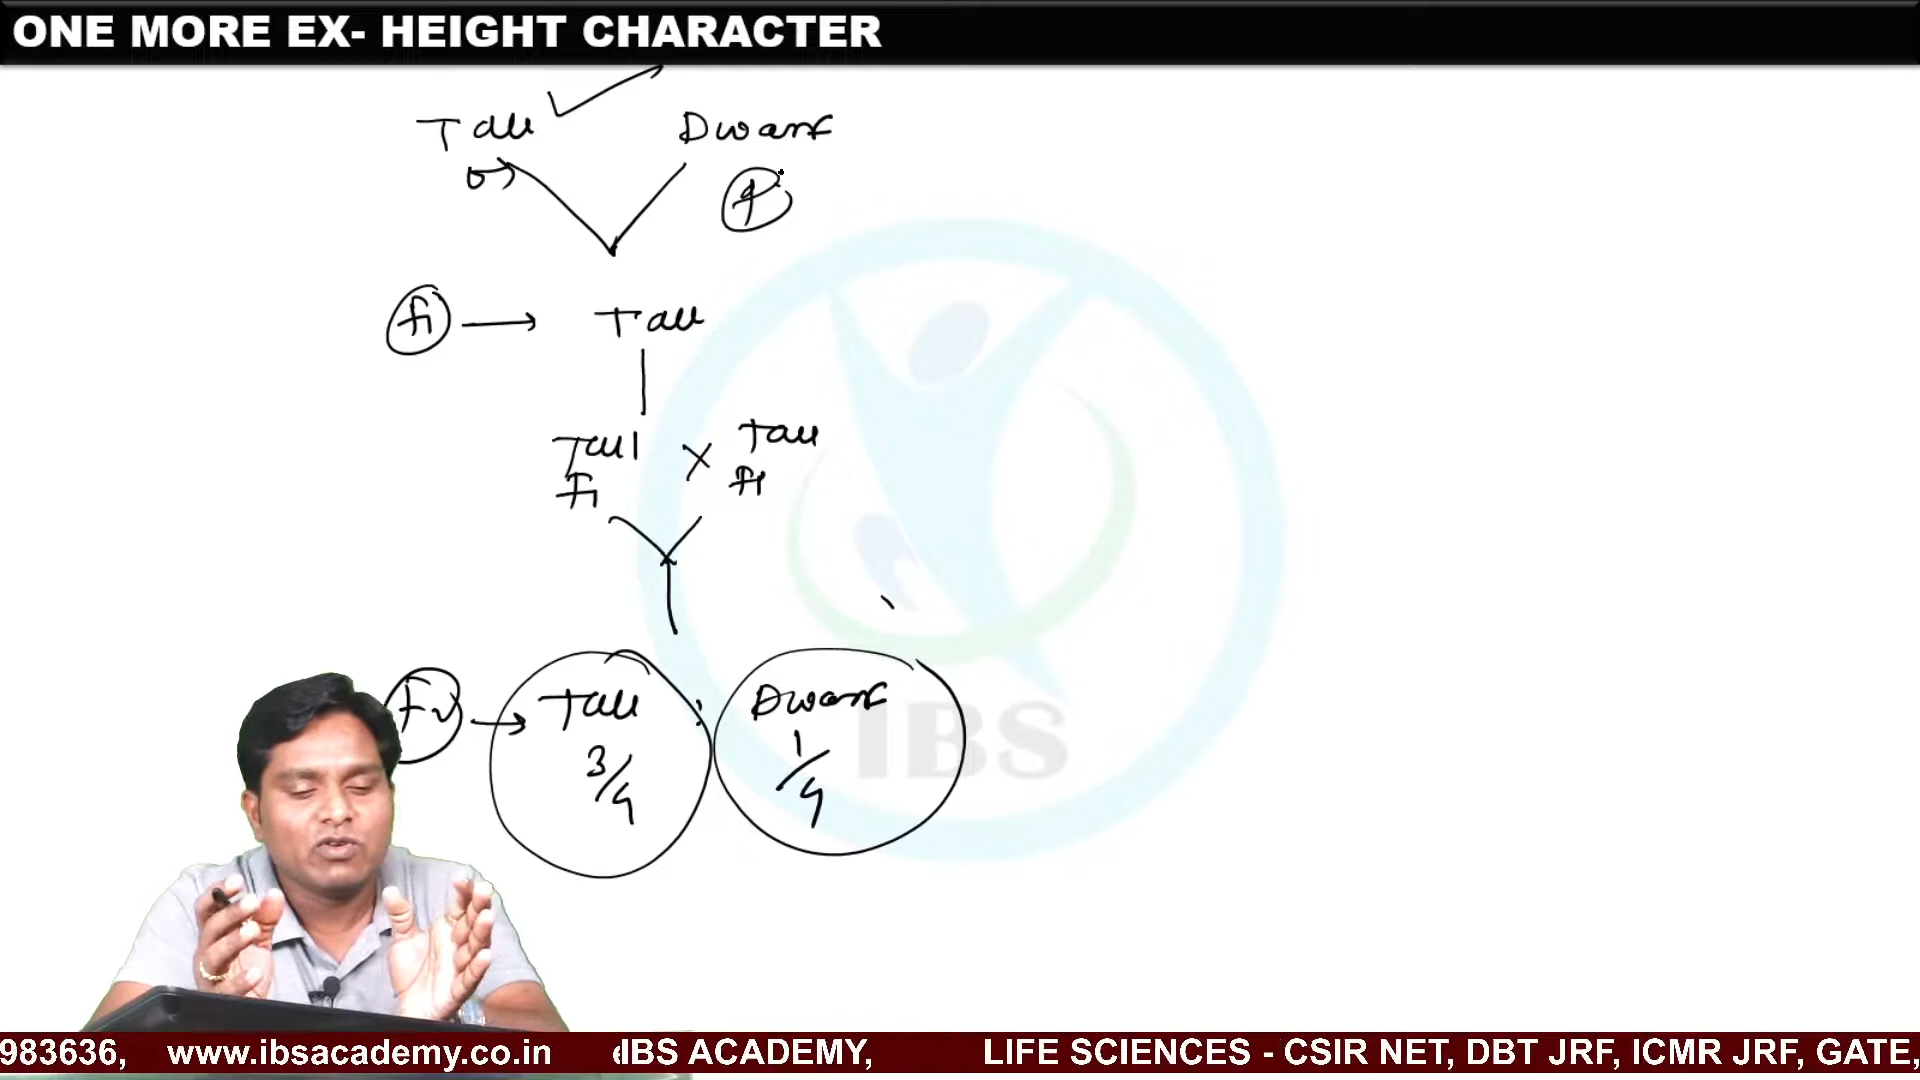 ONE MORE EX- HEIGHT CHARACTER
Tall Dwarf
♂ ♀
F1 → Tall
Tall × Tall
F1 F1
F2 → Tall : Dwarf
3/4 1/4
IBS
983636, www.ibsacademy.co.in IBS ACADEMY, LIFE SCIENCES - CSIR NET, DBT JRF, ICMR JRF, GATE,